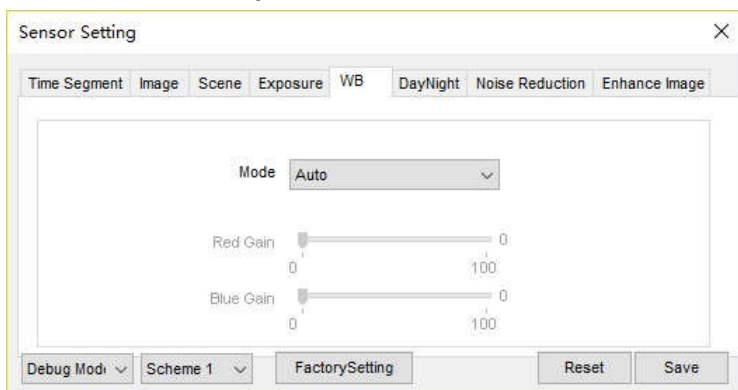 Sensor Setting
Time Segment Image Scene Exposure WB DayNight Noise Reduction Enhance Image
Mode Auto
Red Gain 0
0 100
Blue Gain 0
0 100
Debug Mod Scheme 1 FactorySetting Reset Save